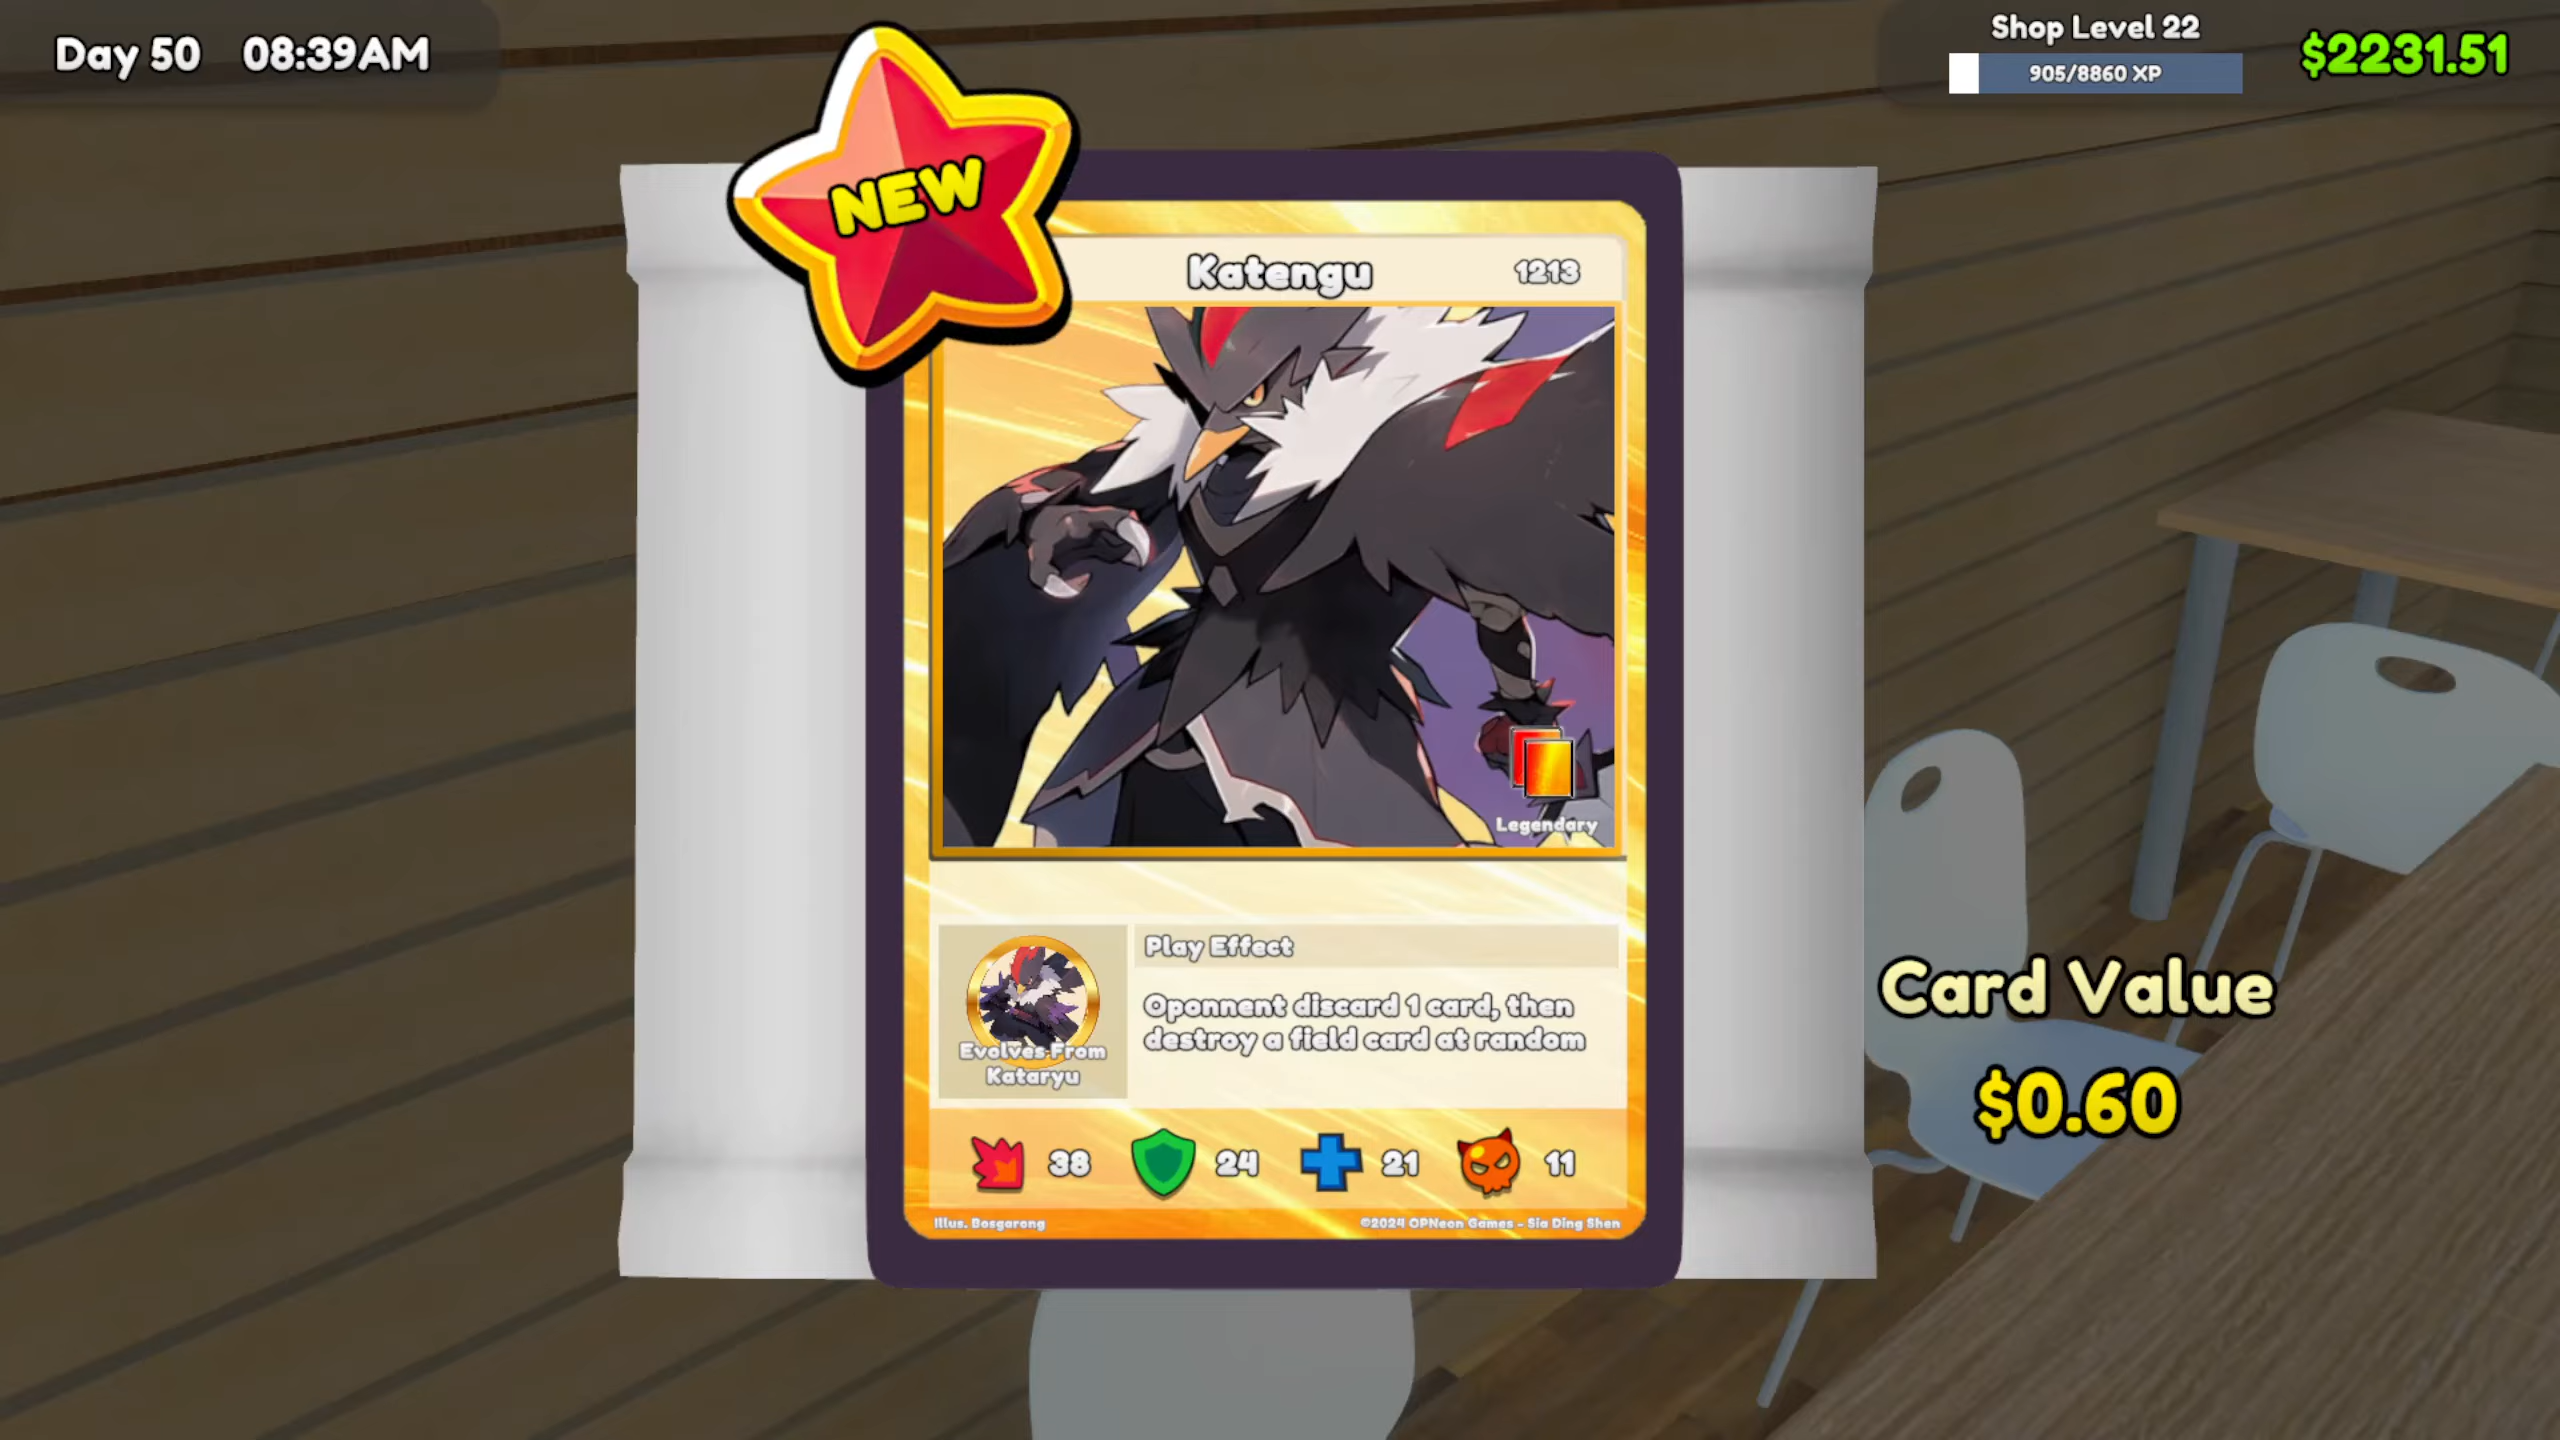 Day 50 08:39AM
Shop Level 22
905/8860 XP
$2231.51
NEW
Katengu 1213
Legendary
Play Effect
Oponnent discard 1 card, then
destroy a field card at random
Evolves From
Kataryu
38 24 21 11
Illus. Bosgarong
©2024 OPNeon Games - Sia Ding Shen
Card Value
$0.60